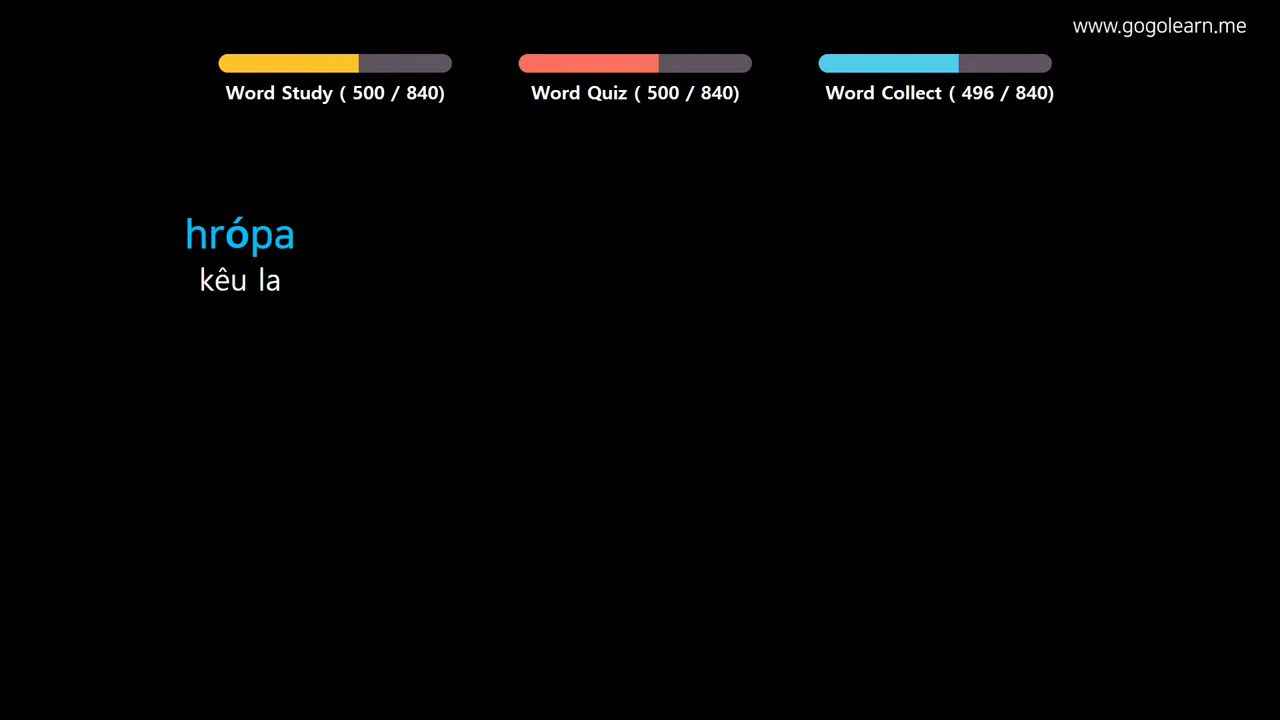 www.gogolearn.me
Word Study ( 500 / 840)
Word Quiz ( 500 / 840)
Word Collect ( 496 / 840)
hrópa
kêu la